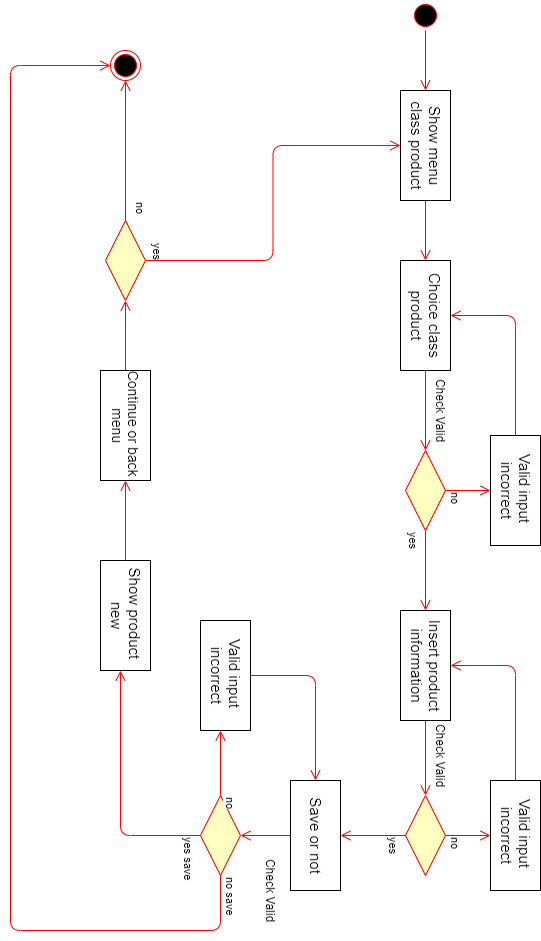 Show menu
class product
Choice class
product
Check Valid
no
Valid input
incorrect
yes
Insert product
information
Check Valid
no
Valid input
incorrect
yes
Save or not
Check Valid
no
Valid input
incorrect
no save
yes save
Show product
new
Continue or back
menu
yes
no